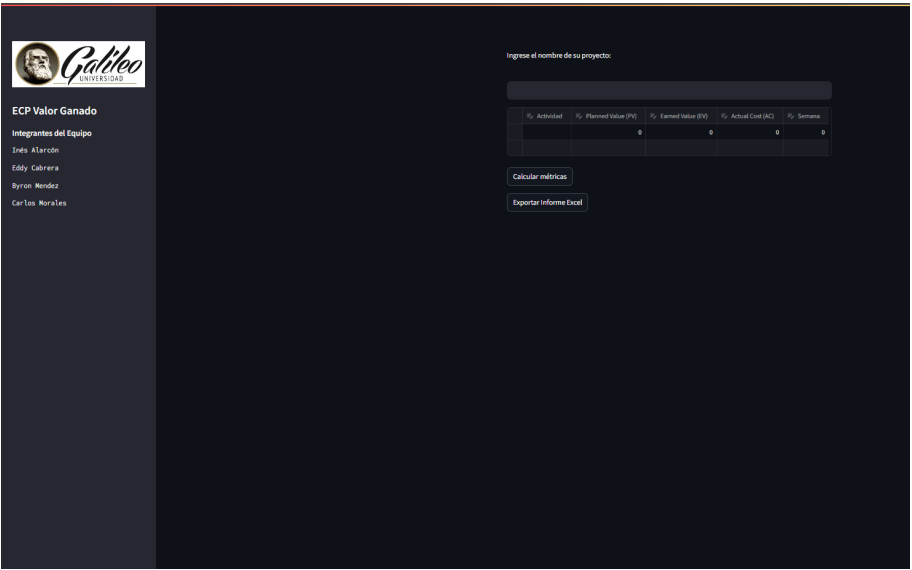 Galileo
UNIVERSIDAD
ECP Valor Ganado
Integrantes del Equipo
Inés Alarcón
Eddy Cabrera
Byron Mendez
Carlos Morales
Ingrese el nombre de su proyecto:
Actividad Planned Value (PV) Earned Value (EV) Actual Cost (AC) Semana
0 0 0 0
Calcular métricas
Exportar Informe Excel